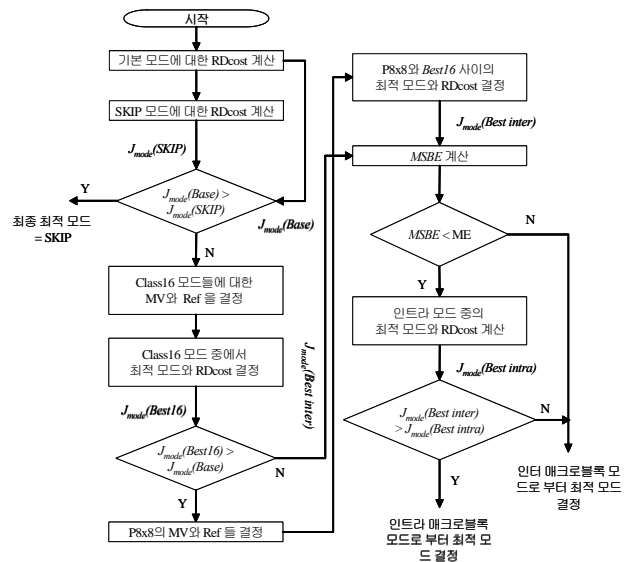 시작
기본 모드에 대한 RDcost 계산
SKIP 모드에 대한 RDcost 계산
J_mode(SKIP)
Y
J_mode(Base) >
J_mode(SKIP)
J_mode(Base)
최종 최적 모드
= SKIP
N
Class16 모드들에 대한
MV와 Ref 을 결정
Class16 모드 중에서
최적 모드와 RDcost 결정
J_mode(Best16)
J_mode(Best inter)
J_mode(Best16) >
J_mode(Base)
N
Y
P8x8의 MV와 Ref 들 결정
P8x8와 Best16 사이의
최적 모드와 RDcost 결정
J_mode(Best inter)
MSBE 계산
N
MSBE < ME
Y
인트라 모드 중의
최적 모드와 RDcost 계산
J_mode(Best intra)
N
J_mode(Best inter)
> J_mode(Best intra)
Y
인터 매크로블록 모
드로 부터 최적 모드
결정
인트라 매크로블록
모드로 부터 최적 모
드 결정